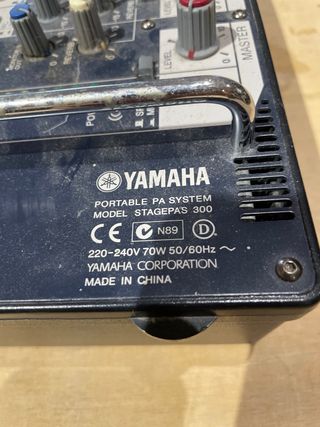 LEVEL
MASTER
YAMAHA
PORTABLE PA SYSTEM
MODEL STAGEPAS 300
CE N89 D
220-240V 70W 50/60Hz ~
YAMAHA CORPORATION
MADE IN CHINA